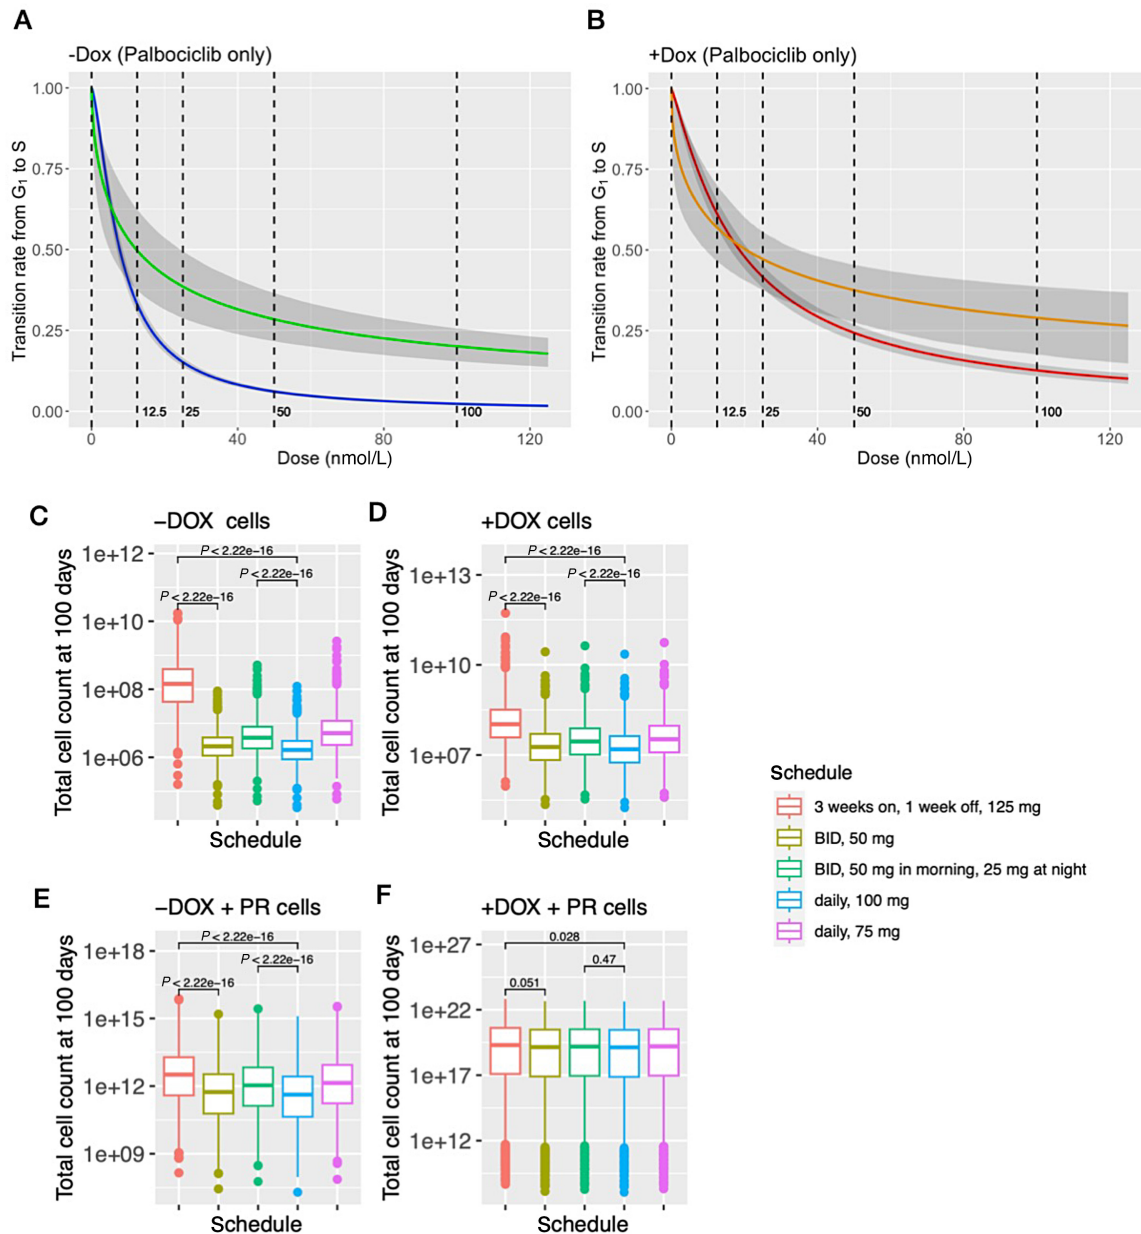 A
-Dox (Palbociclib only)
Transition rate from G₁ to S
1.00
0.75
0.50
0.25
0.00
12.5
25
50
100
0
40
80
120
Dose (nmol/L)
B
+Dox (Palbociclib only)
Transition rate from G₁ to S
1.00
0.75
0.50
0.25
0.00
12.5
25
50
100
0
40
80
120
Dose (nmol/L)
C
−DOX cells
Total cell count at 100 days
1e+12
1e+10
1e+08
1e+06
P < 2.22e−16
P < 2.22e−16
P < 2.22e−16
Schedule
D
+DOX cells
Total cell count at 100 days
1e+13
1e+10
1e+07
P < 2.22e−16
P < 2.22e−16
P < 2.22e−16
Schedule
Schedule
3 weeks on, 1 week off, 125 mg
BID, 50 mg
BID, 50 mg in morning, 25 mg at night
daily, 100 mg
daily, 75 mg
E
−DOX + PR cells
Total cell count at 100 days
1e+18
1e+15
1e+12
1e+09
P < 2.22e−16
P < 2.22e−16
P < 2.22e−16
Schedule
F
+DOX + PR cells
Total cell count at 100 days
1e+27
1e+22
1e+17
1e+12
0.028
0.47
0.051
Schedule